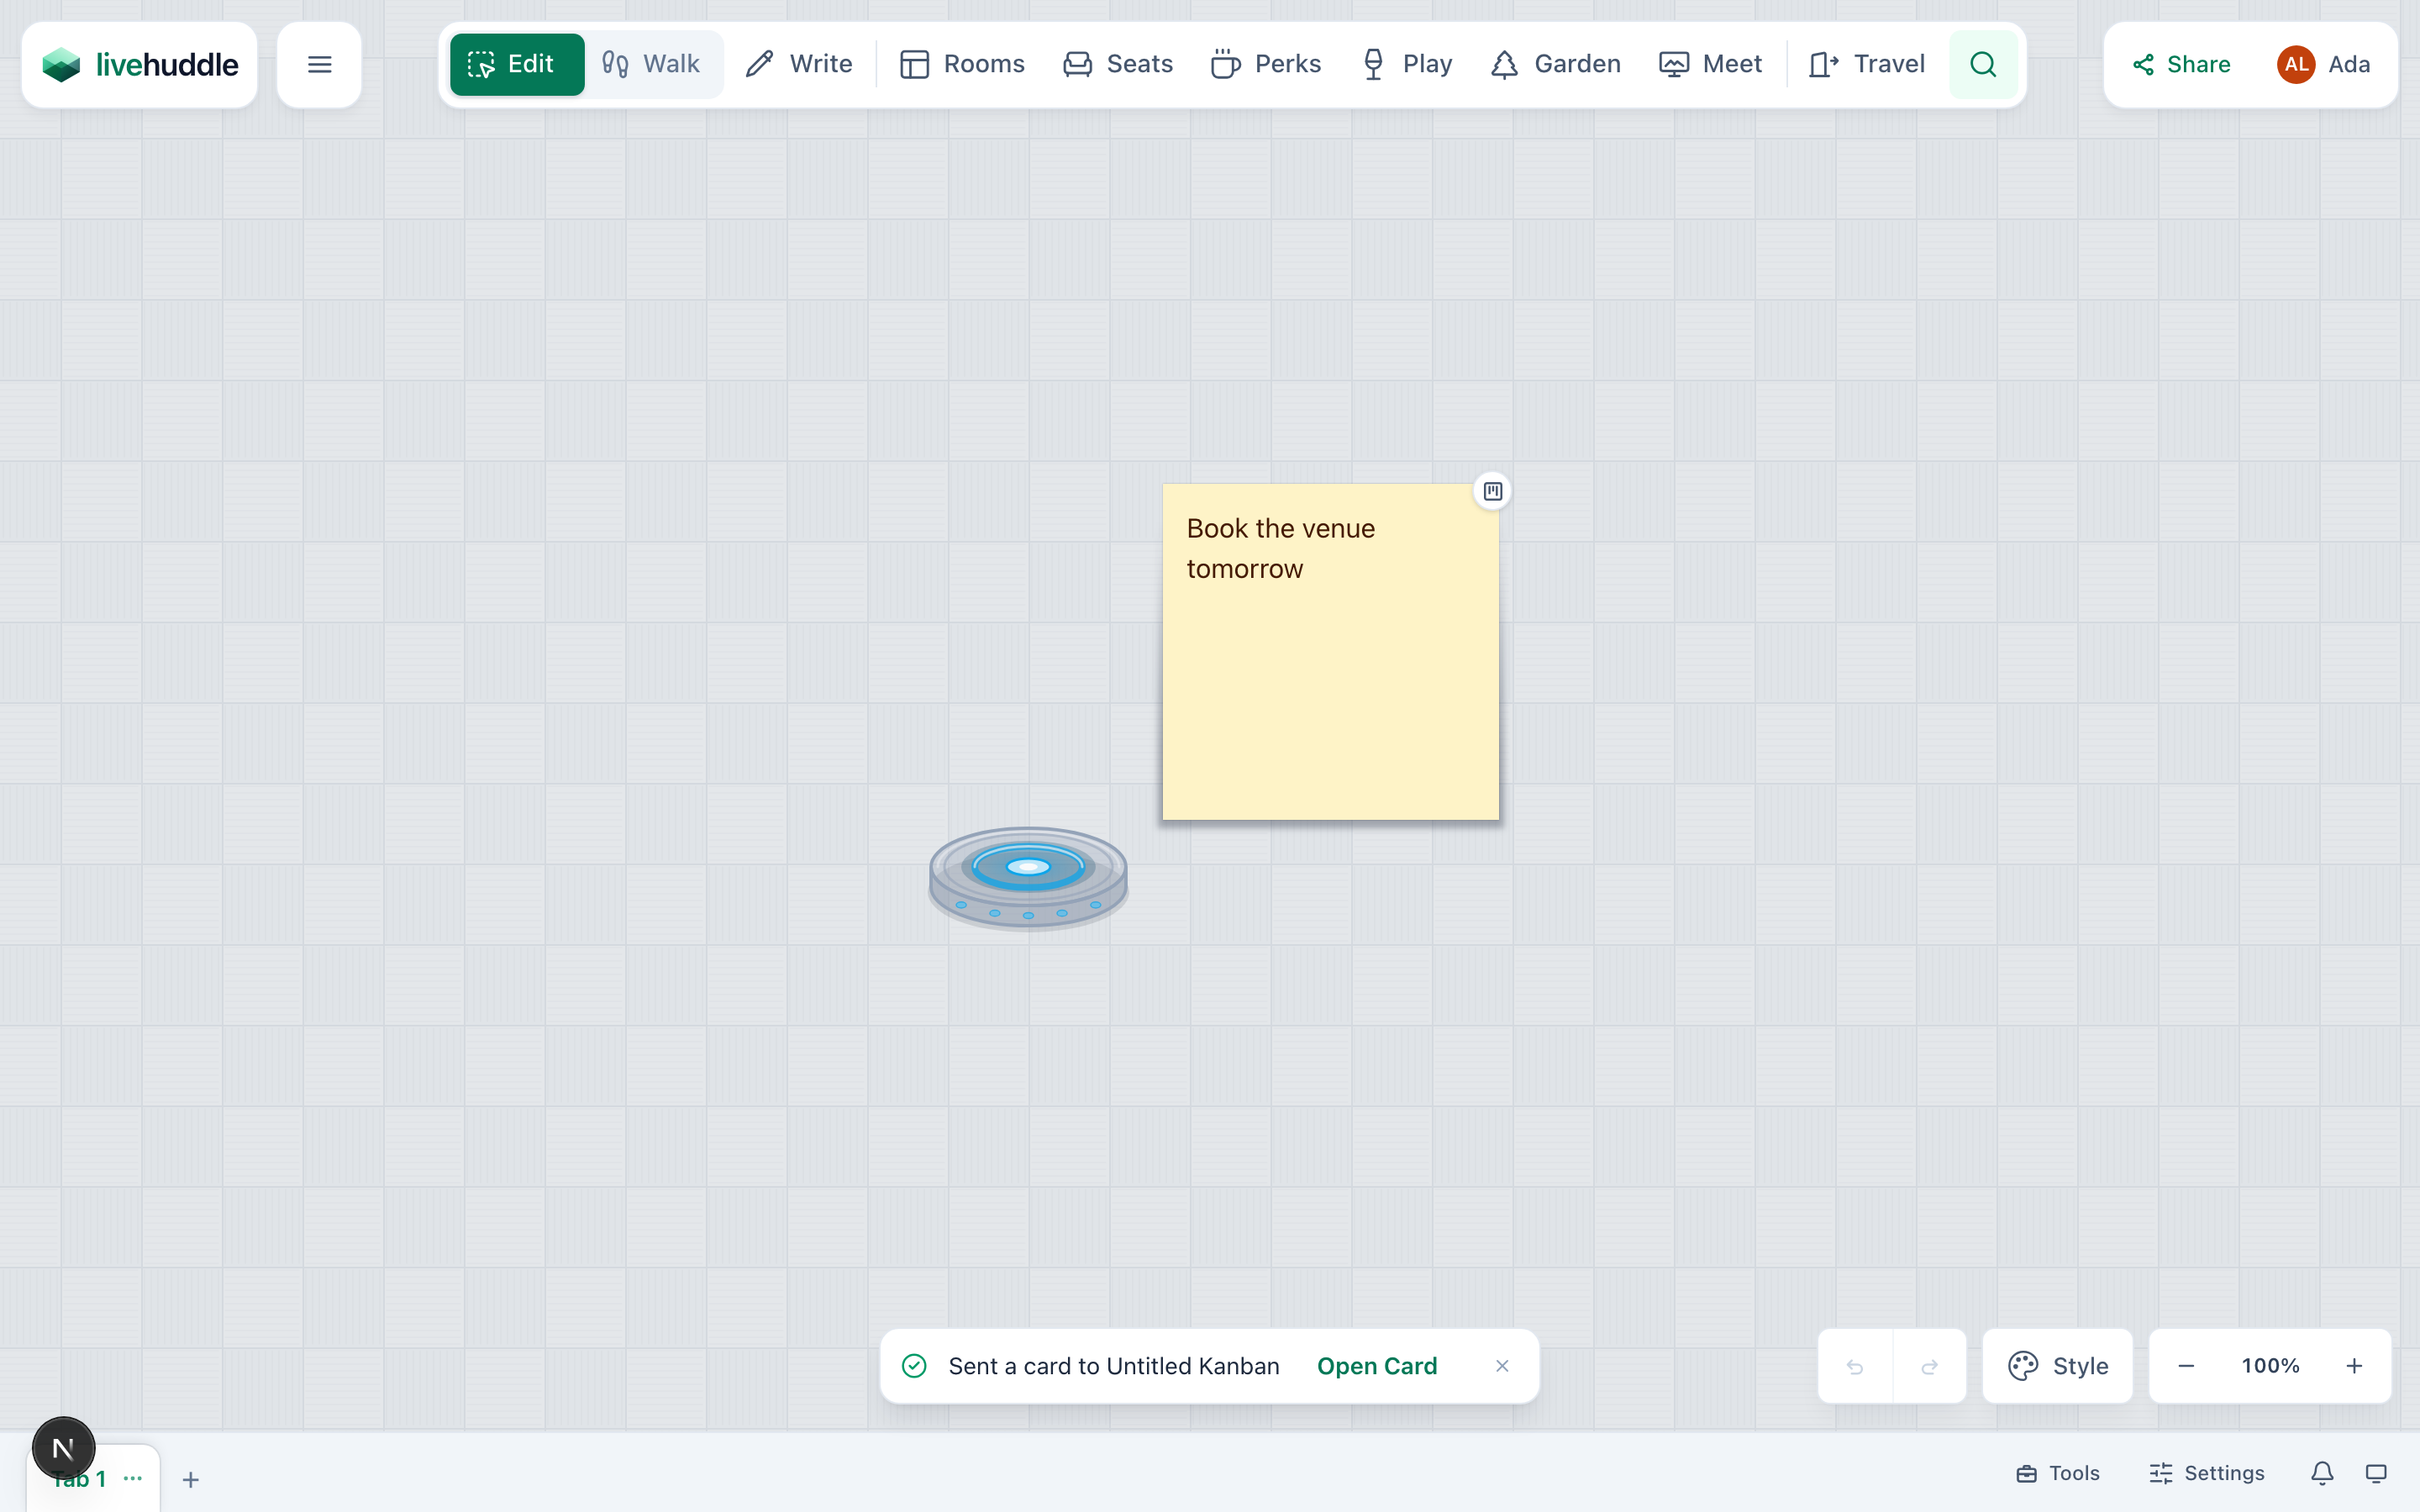 livehuddle
Edit
Walk
Write
Rooms
Seats
Perks
Play
Garden
Meet
Travel
Share
AL
Ada
Book the venue
tomorrow
Sent a card to Untitled Kanban
Open Card
Style
100%
N
Tab 1
Tools
Settings